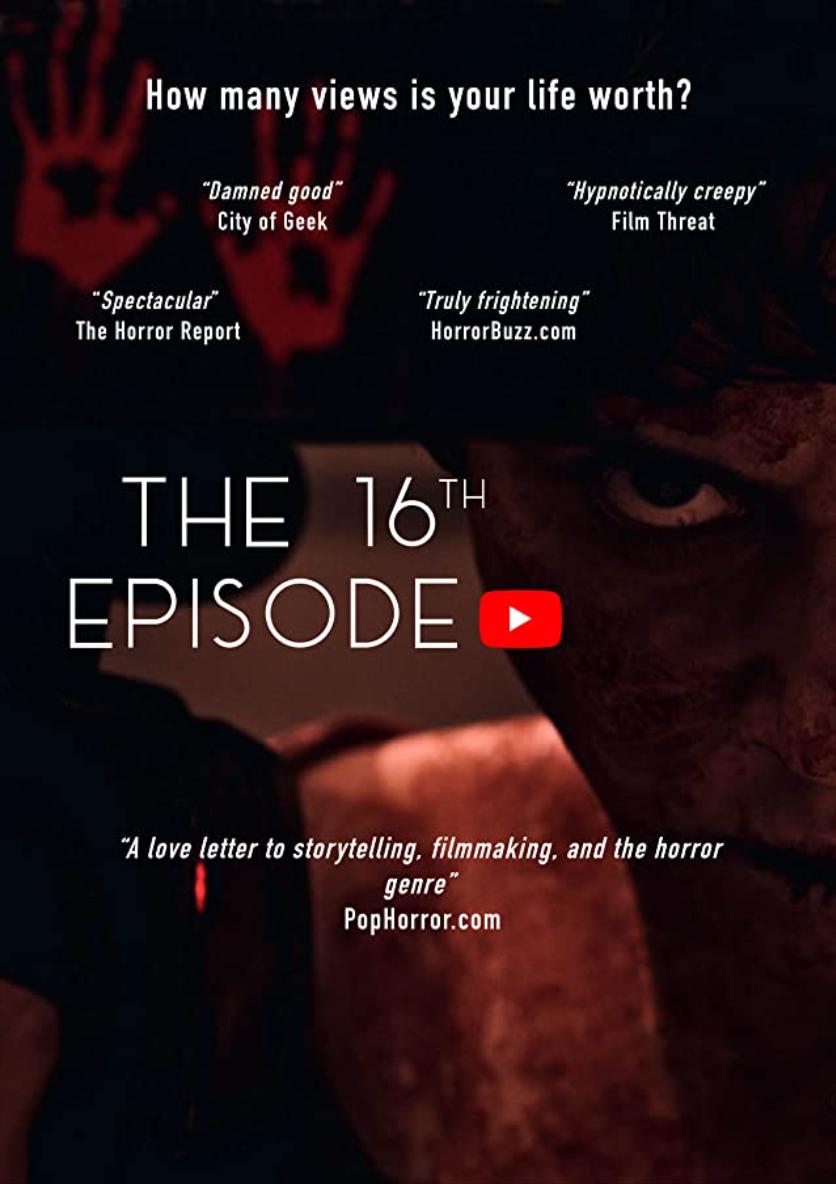 How many views is your life worth?
“Damned good”
City of Geek
“Hypnotically creepy”
Film Threat
“Spectacular”
The Horror Report
“Truly frightening”
HorrorBuzz.com
THE 16TH
EPISODE
“A love letter to storytelling, filmmaking, and the horror
genre”
PopHorror.com